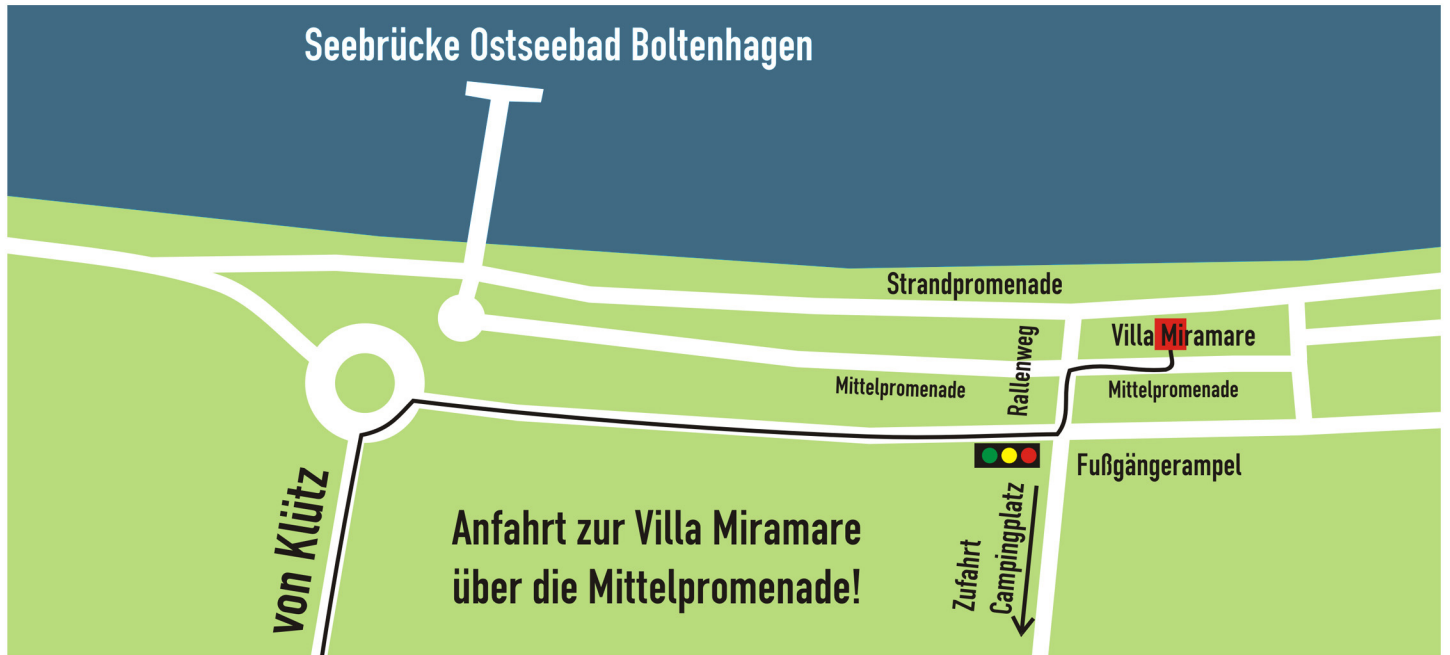 Seebrücke Ostseebad Boltenhagen
Strandpromenade
Rallenweg
Villa Miramare
Mittelpromenade
Mittelpromenade
Fußgängerampel
von Klütz
Anfahrt zur Villa Miramare
über die Mittelpromenade!
Zufahrt
Campingplatz